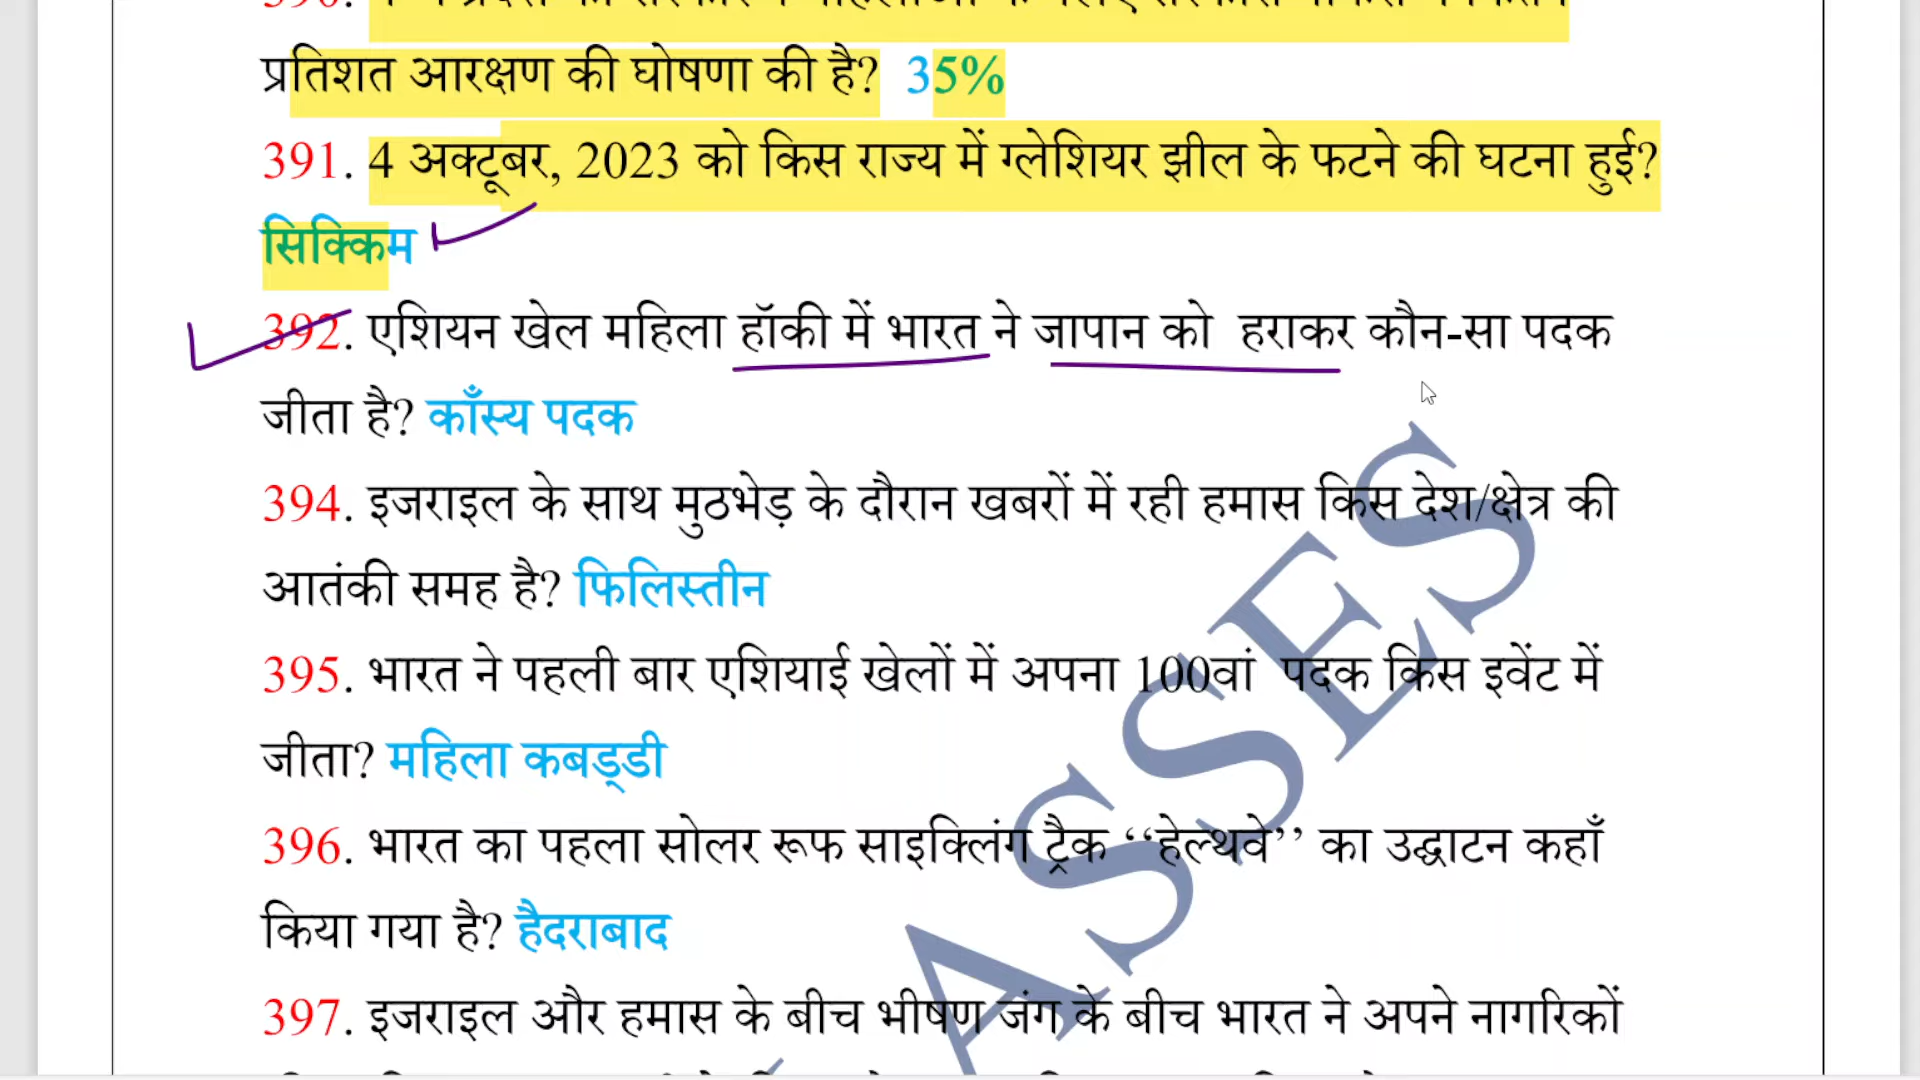 प्रतिशत आरक्षण की घोषणा की है? 35%
391. 4 अक्टूबर, 2023 को किस राज्य में ग्लेशियर झील के फटने की घटना हुई?
सिक्किम
392. एशियन खेल महिला हॉकी में भारत ने जापान को हराकर कौन-सा पदक
जीता है? काँस्य पदक
394. इजराइल के साथ मुठभेड़ के दौरान खबरों में रही हमास किस देश/क्षेत्र की
आतंकी समह है? फिलिस्तीन
395. भारत ने पहली बार एशियाई खेलों में अपना 100वां पदक किस इवेंट में
जीता? महिला कबड्डी
396. भारत का पहला सोलर रूफ साइक्लिंग ट्रैक ‘‘हेल्थवे’’ का उद्घाटन कहाँ
किया गया है? हैदराबाद
397. इजराइल और हमास के बीच भीषण जंग के बीच भारत ने अपने नागरिकों
ASSES